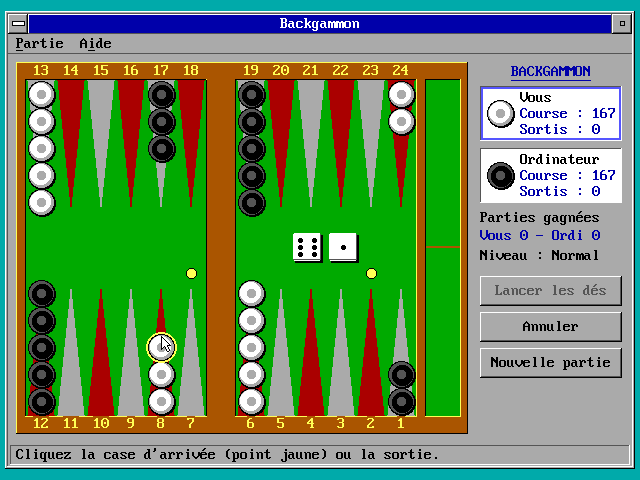 Backgammon
Partie Aide
13 14 15 16 17 18 19 20 21 22 23 24
BACKGAMMON
Vous
Course : 167
Sortis : 0
Ordinateur
Course : 167
Sortis : 0
Parties gagnées
Vous 0 - Ordi 0
Niveau : Normal
Lancer les dés
Annuler
Nouvelle partie
12 11 10 9 8 7 6 5 4 3 2 1
Cliquez la case d'arrivée (point jaune) ou la sortie.